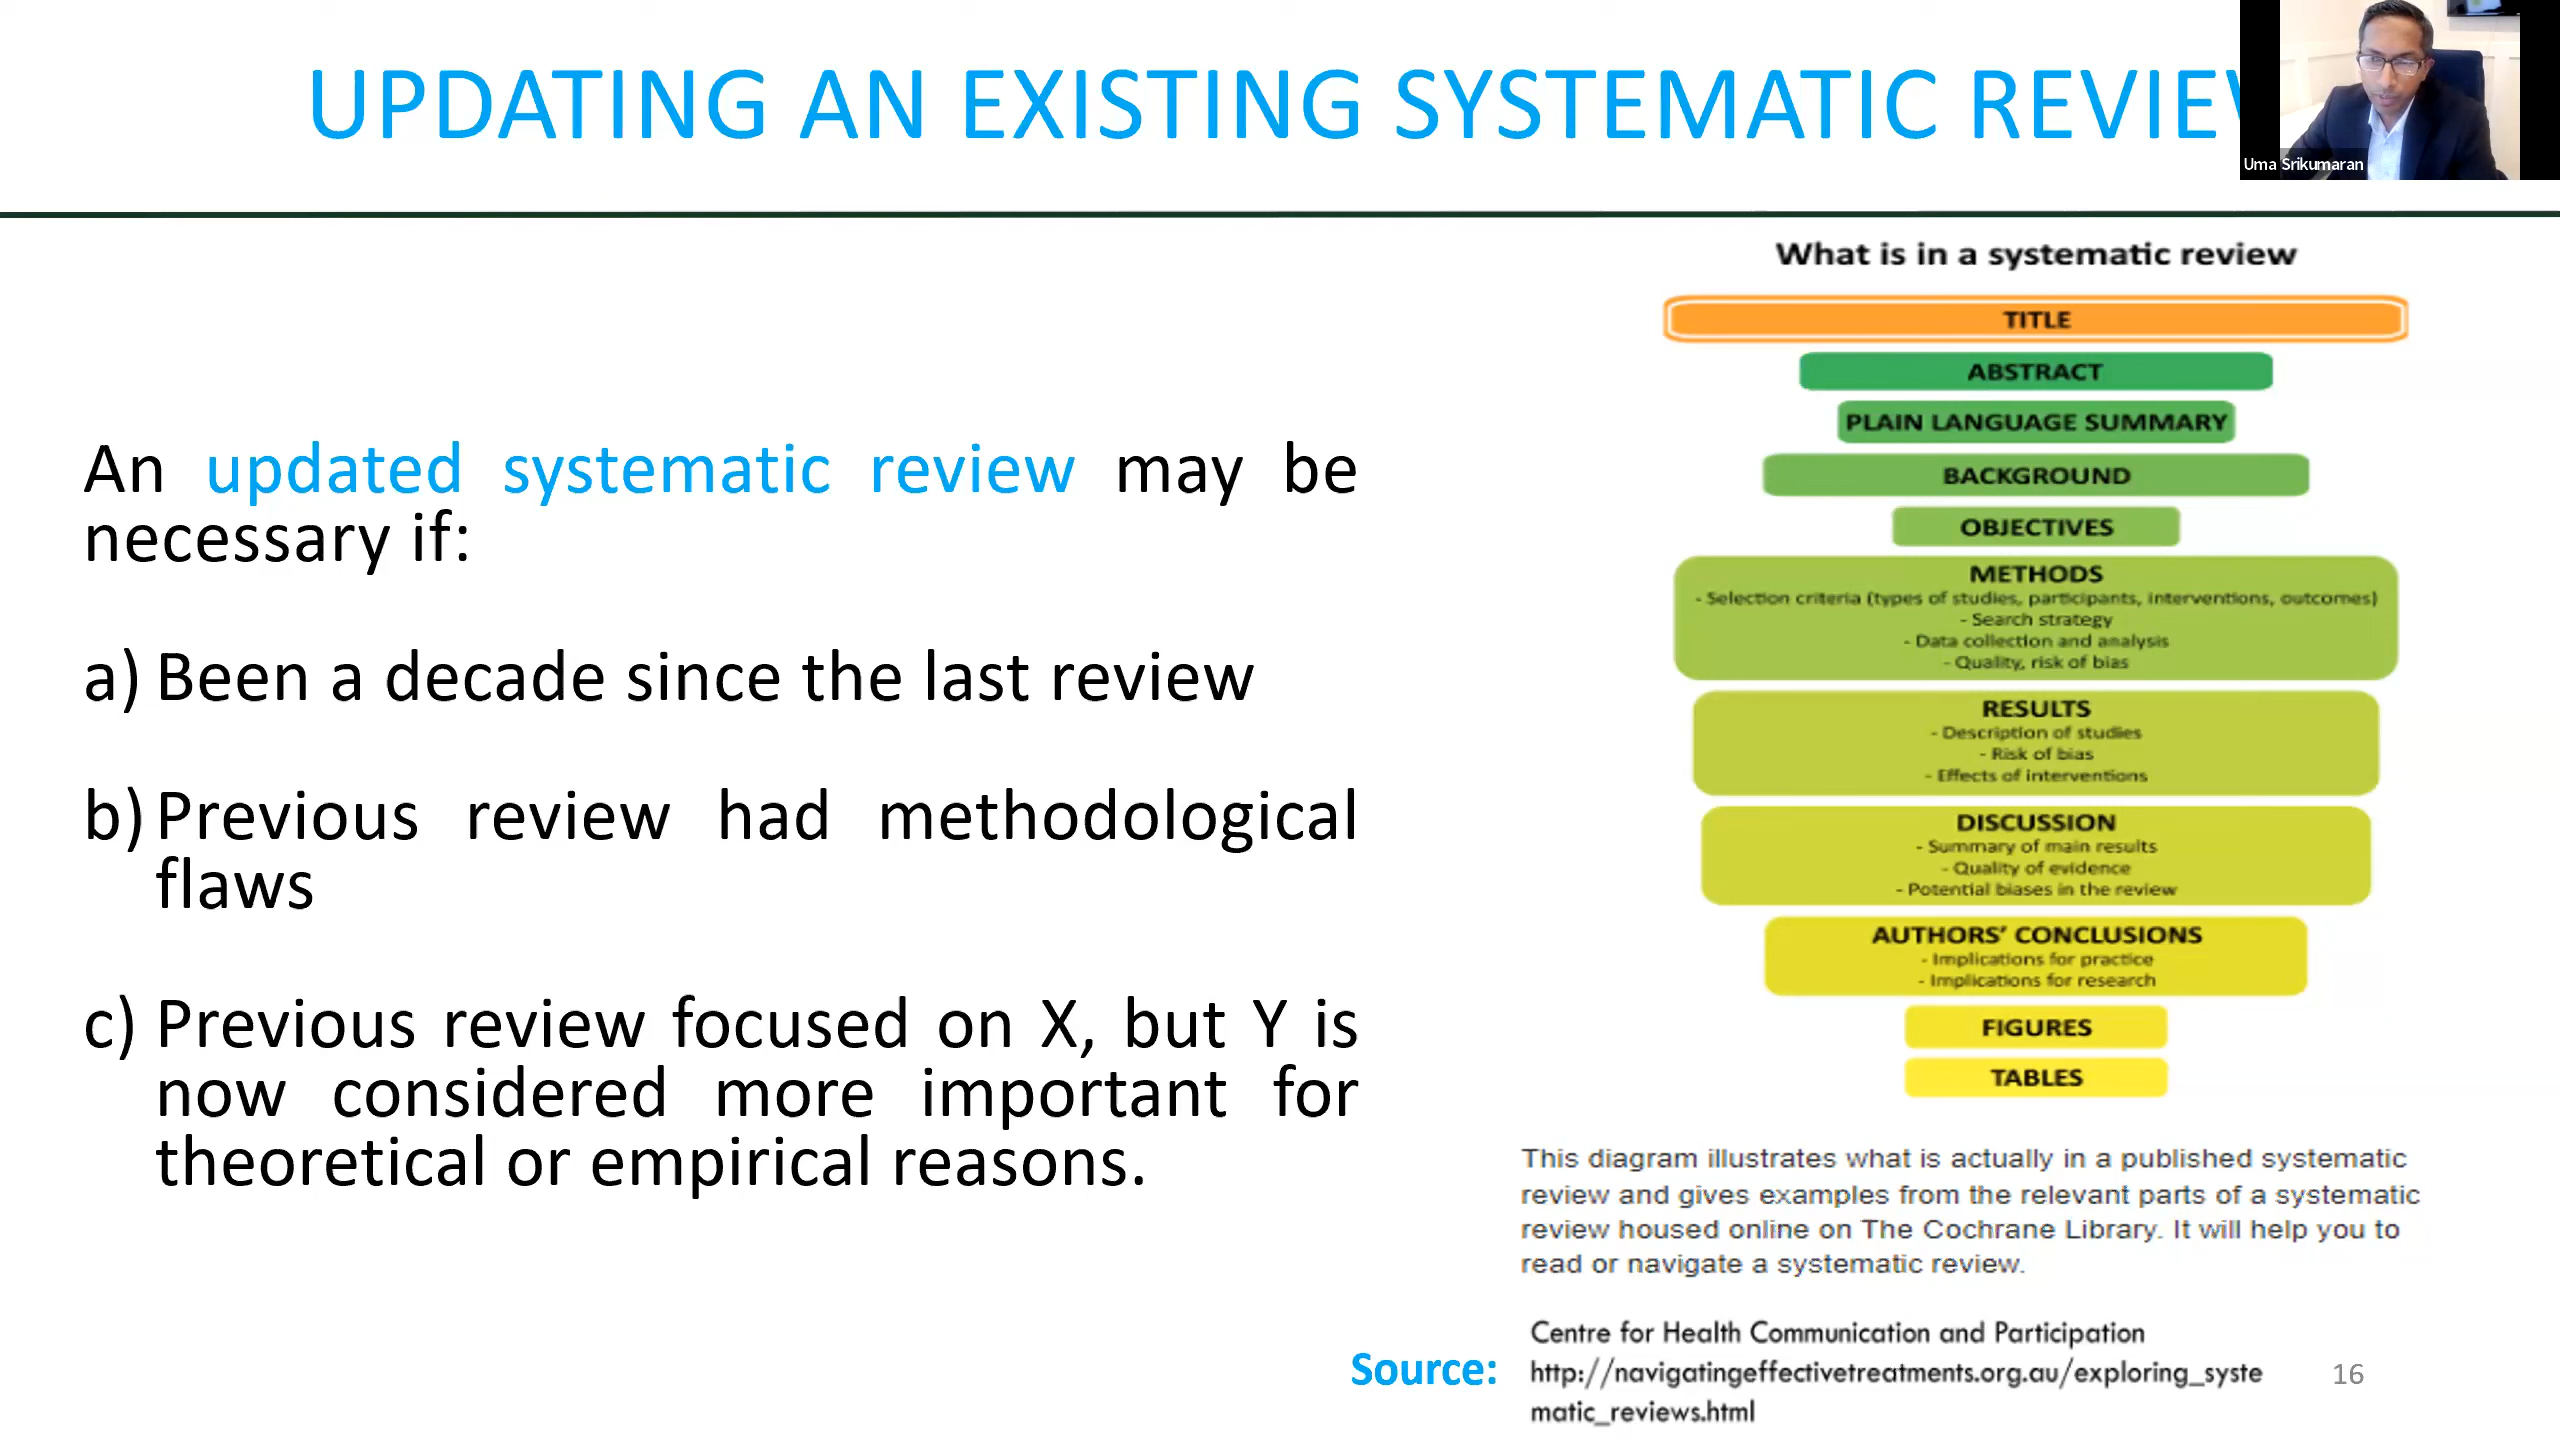 UPDATING AN EXISTING SYSTEMATIC REVIEW
Uma Srikumaran
An updated systematic review may be
necessary if:
a) Been a decade since the last review
b) Previous review had methodological
flaws
c) Previous review focused on X, but Y is
now considered more important for
theoretical or empirical reasons.
What is in a systematic review
TITLE
ABSTRACT
PLAIN LANGUAGE SUMMARY
BACKGROUND
OBJECTIVES
METHODS
- Selection criteria (types of studies, participants, interventions, outcomes)
- Search strategy
- Data collection and analysis
- Quality, risk of bias
RESULTS
- Description of studies
- Risk of bias
- Effects of interventions
DISCUSSION
- Summary of main results
- Quality of evidence
- Potential biases in the review
AUTHORS' CONCLUSIONS
- Implications for practice
- Implications for research
FIGURES
TABLES
This diagram illustrates what is actually in a published systematic
review and gives examples from the relevant parts of a systematic
review housed online on The Cochrane Library. It will help you to
read or navigate a systematic review.
Source:
Centre for Health Communication and Participation
http://navigatingeffectivetreatments.org.au/exploring_syste
matic_reviews.html
16